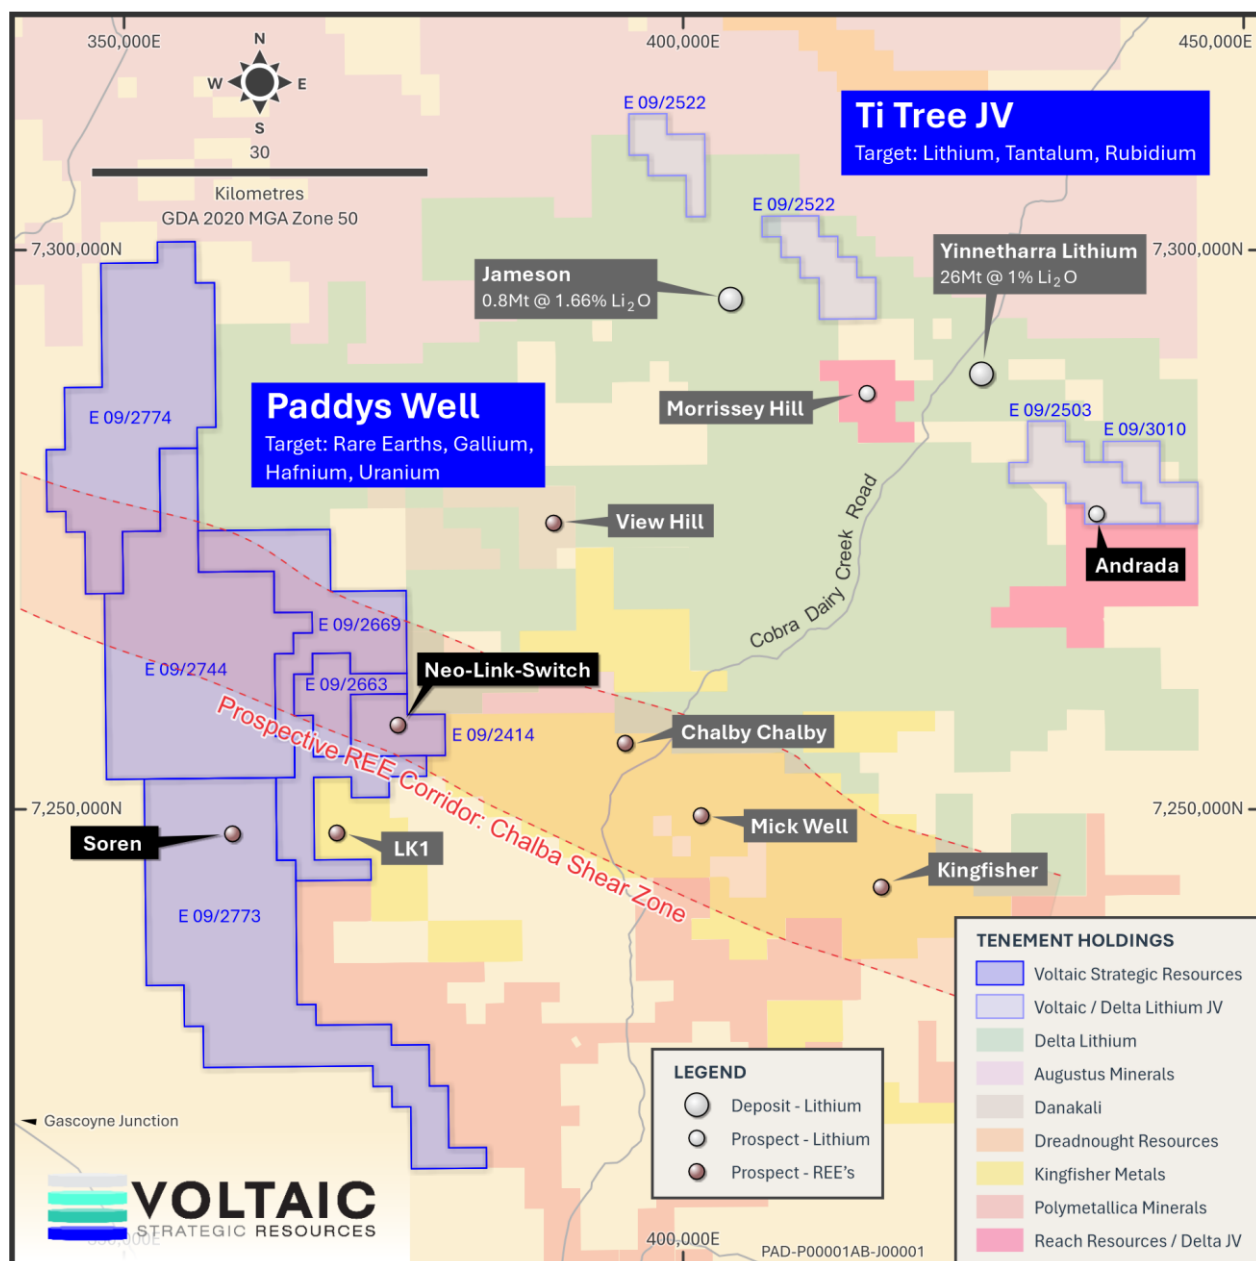 350,000E
400,000E
450,000E
N
W
E
S
30
Kilometres
GDA 2020 MGA Zone 50
E 09/2522
Ti Tree JV
Target: Lithium, Tantalum, Rubidium
E 09/2522
7,300,000N
7,300,000N
Yinnetharra Lithium
26Mt @ 1% Li₂O
Jameson
0.8Mt @ 1.66% Li₂O
Paddys Well
Target: Rare Earths, Gallium,
Hafnium, Uranium
Morrissey Hill
E 09/2774
E 09/2503
E 09/3010
View Hill
Andrada
Cobra Dairy Creek Road
E 09/2669
E 09/2744
E 09/2663
Neo-Link-Switch
E 09/2414
Chalby Chalby
Prospective REE Corridor: Chalba Shear Zone
7,250,000N
7,250,000N
Mick Well
Soren
LK1
Kingfisher
E 09/2773
TENEMENT HOLDINGS
Voltaic Strategic Resources
Voltaic / Delta Lithium JV
Delta Lithium
Augustus Minerals
Danakali
Dreadnought Resources
Kingfisher Metals
Polymetallica Minerals
Reach Resources / Delta JV
LEGEND
Deposit - Lithium
Prospect - Lithium
Prospect - REE's
Gascoyne Junction
VOLTAIC
STRATEGIC RESOURCES
350,000E
400,000E
PAD-P00001AB-J00001